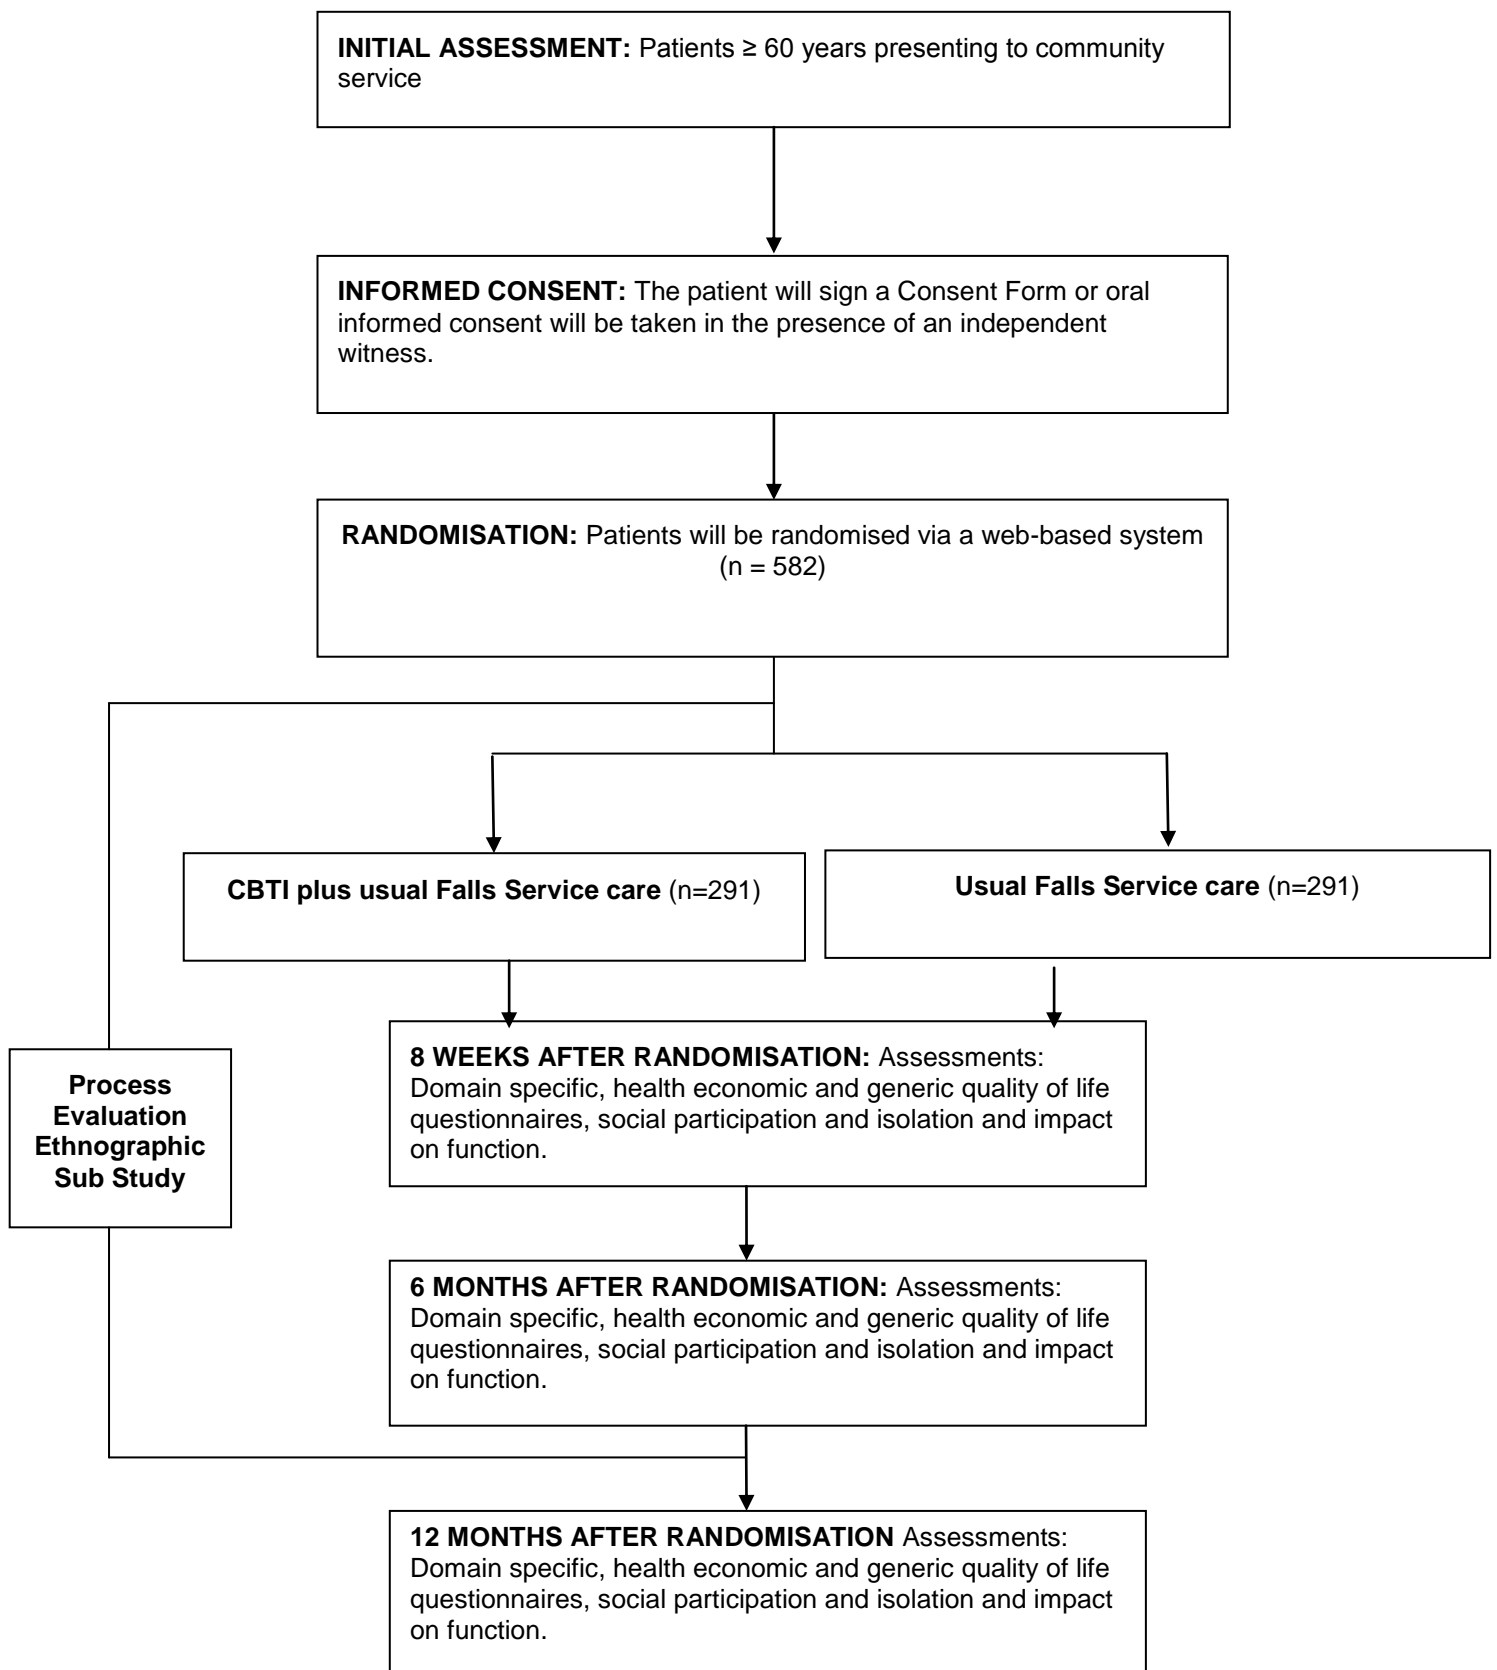 INITIAL ASSESSMENT: Patients ≥ 60 years presenting to community
service
INFORMED CONSENT: The patient will sign a Consent Form or oral
informed consent will be taken in the presence of an independent
witness.
RANDOMISATION: Patients will be randomised via a web-based system
(n = 582)
CBTI plus usual Falls Service care (n=291)
Usual Falls Service care (n=291)
Process
Evaluation
Ethnographic
Sub Study
8 WEEKS AFTER RANDOMISATION: Assessments:
Domain specific, health economic and generic quality of life
questionnaires, social participation and isolation and impact
on function.
6 MONTHS AFTER RANDOMISATION: Assessments:
Domain specific, health economic and generic quality of life
questionnaires, social participation and isolation and impact
on function.
12 MONTHS AFTER RANDOMISATION Assessments:
Domain specific, health economic and generic quality of life
questionnaires, social participation and isolation and impact
on function.